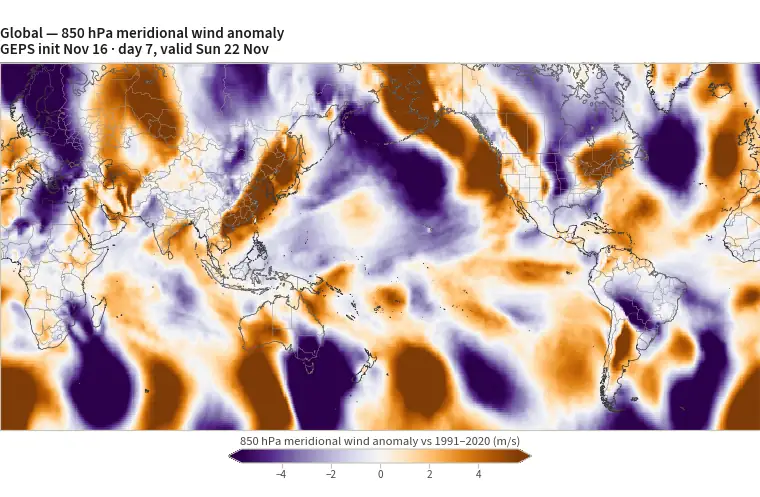 Global — 850 hPa meridional wind anomaly
GEPS init Nov 16 · day 7, valid Sun 22 Nov
850 hPa meridional wind anomaly vs 1991–2020 (m/s)
−4 −2 0 2 4